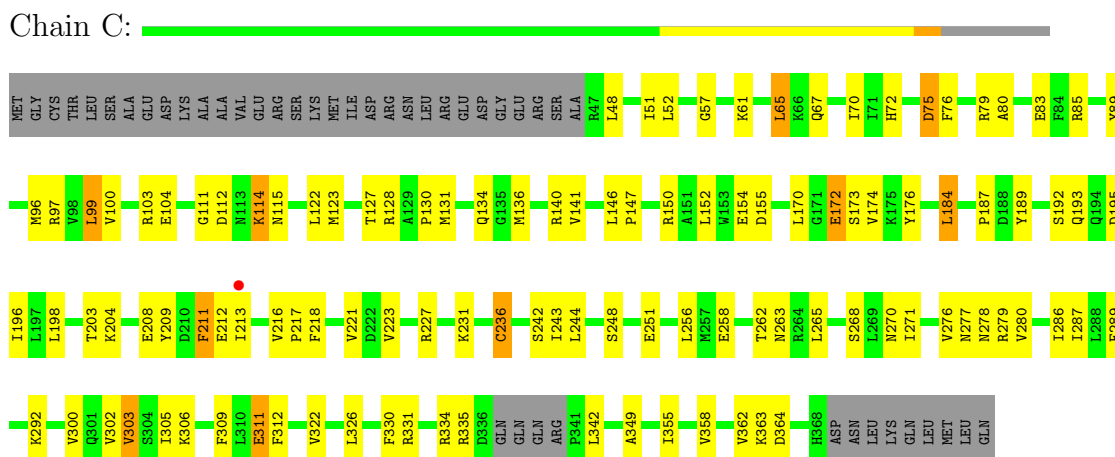 Chain C:
MET GLY CYS THR LEU SER ALA GLU ASP LYS ALA ALA VAL GLU ARG SER LYS MET ILE ASP ARG ASN LEU ARG GLU ASP GLY GLU ARG SER ALA R47 L48 I51 L52 G57 K61 L65 K66 Q67 I70 I71 H72 D75 F76 R79 A80 E83 F84 R85
M96 R97 V98 L99 V100 R103 E104 G111 D112 N113 K114 N115 L122 M123 T127 R128 A129 P130 M131 Q134 G135 M136 R140 V141 L146 P147 R150 A151 L152 W153 E154 D155 L170 G171 E172 S173 V174 K175 Y176 L184 P187 D188 Y189 S192 Q193 Q194
I196 L197 L198 T203 K204 E208 Y209 D210 F211 E212 I213 V216 P217 F218 V221 D222 V223 R227 K231 C236 S242 I243 L244 S248 E251 L256 M257 E258 T262 N263 R264 L265 S268 L269 N270 I271 V276 N277 N278 R279 V280 I286 I287 L288
K292 V300 Q301 V302 V303 S304 I305 K306 F309 L310 E311 F312 V322 L326 F330 R331 R334 R335 D336 GLN GLN GLN ARG P341 L342 A349 I355 V358 V362 K363 D364 H368 ASP ASN LEU LYS GLN LEU MET LEU GLN